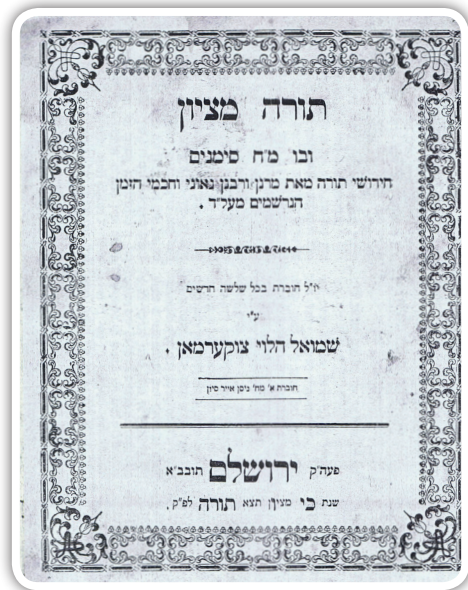 תורה מציון
ובו מ״ח סימנים
חידושי תורה מאת מרנן ורבנן גאוני וחכמי הזמן
הנרשמים מעל״ד .
יו״ל חוברת בכל שלשה חדשים
ע״י
שמואל הלוי צוקערמאן .
חוברת א׳ מח׳ ניסן אייר סיון
פעה״ק ירושלם תובב״א
שנת כי מציון תצא תורה לפ״ק .